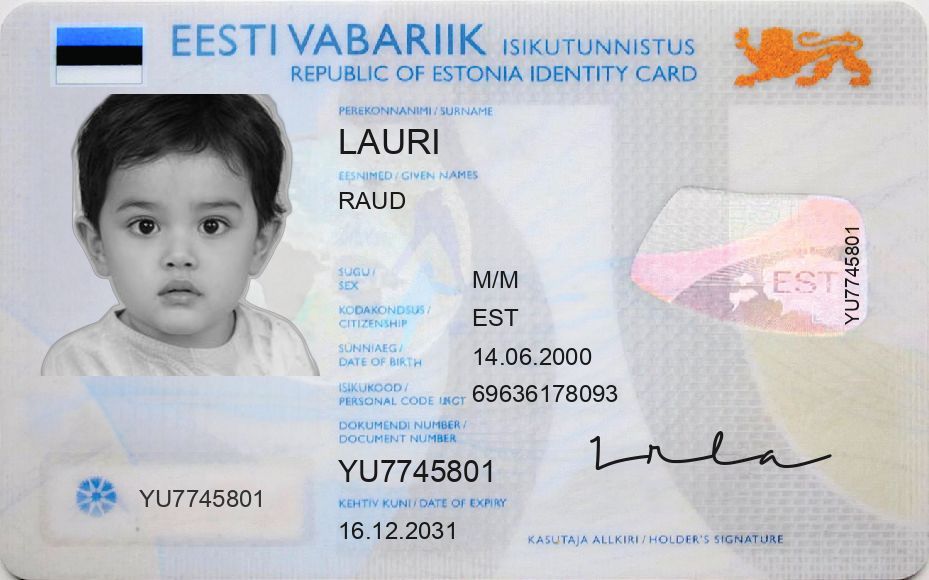 EESTI VABARIIK ISIKUTUNNISTUS
REPUBLIC OF ESTONIA IDENTITY CARD
PEREKONNANIMI / SURNAME
LAURI
EESNIMED / GIVEN NAMES
RAUD
SUGU /
SEX
M/M
KODAKONDSUS /
CITIZENSHIP
EST
SÜNNIAEG /
DATE OF BIRTH
14.06.2000
ISIKUKOOD /
PERSONAL CODE
69636178093
DOKUMENDI NUMBER /
DOCUMENT NUMBER
YU7745801
KEHTIV KUNI / DATE OF EXPIRY
16.12.2031
YU7745801
EST
YU7745801
KASUTAJA ALLKIRI / HOLDER'S SIGNATURE